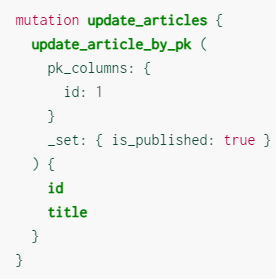 mutation update_articles {
  update_article_by_pk (
    pk_columns: {
      id: 1
    }
    _set: { is_published: true }
  ) {
    id
    title
  }
}